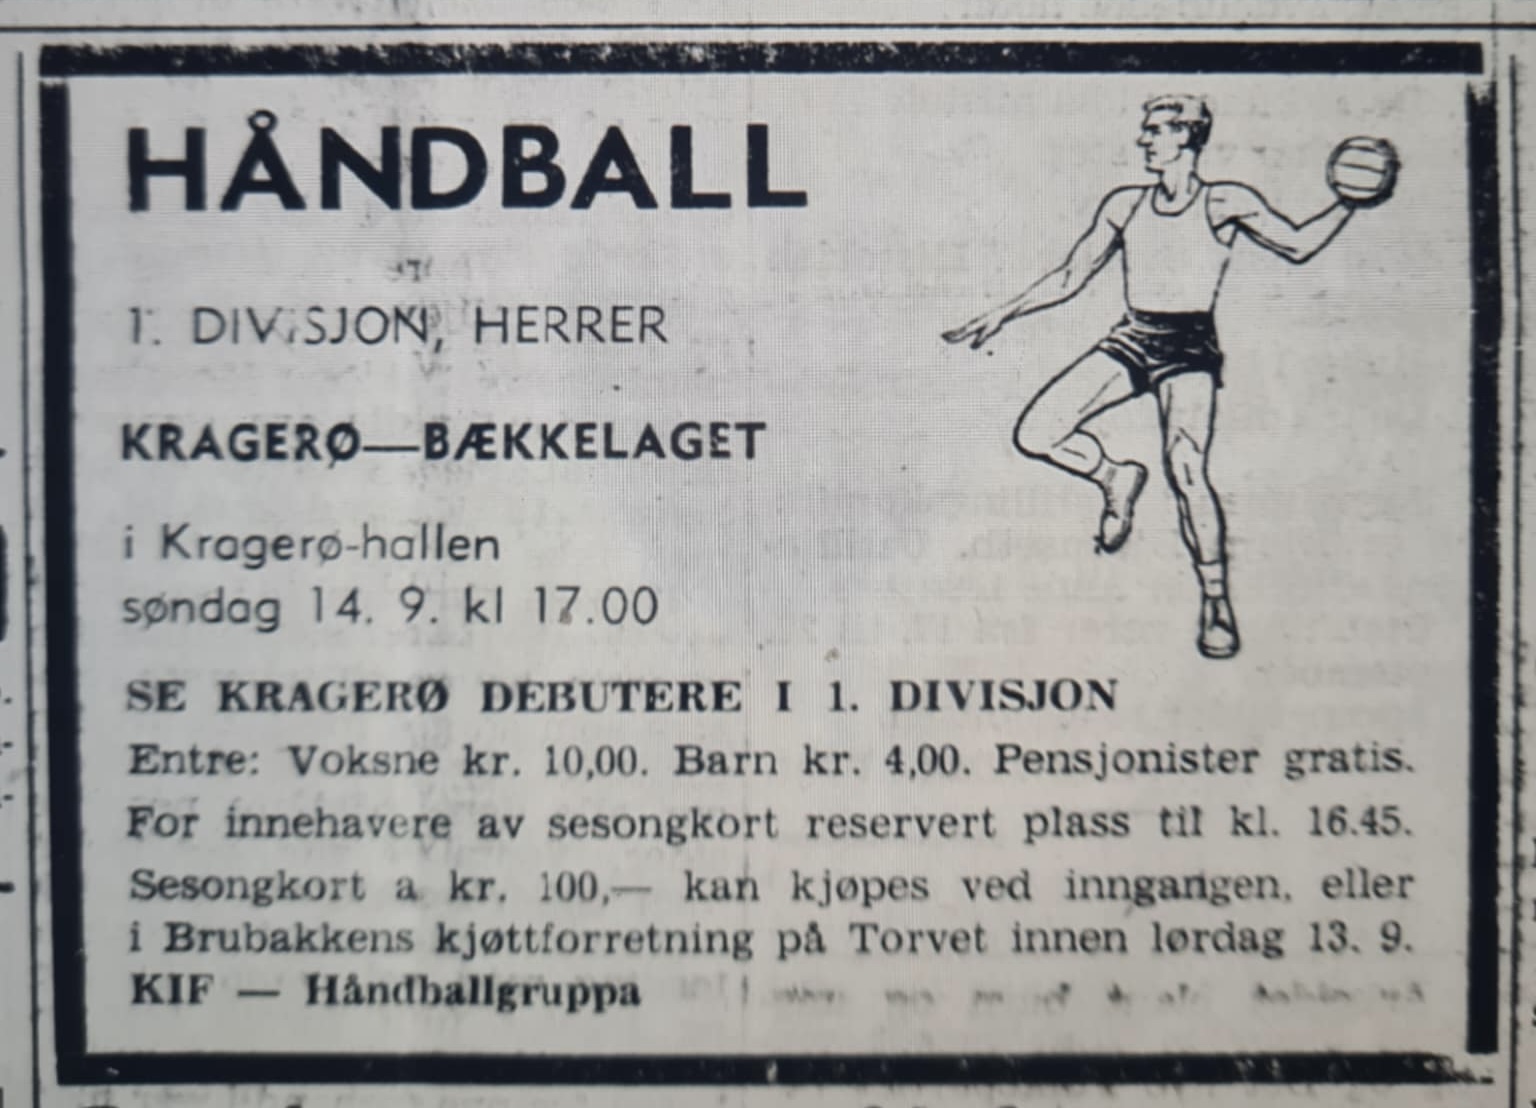 HÅNDBALL
1. DIVISJON, HERRER
KRAGERØ—BÆKKELAGET
i Kragerø-hallen
søndag 14. 9. kl 17.00
SE KRAGERØ DEBUTERE I 1. DIVISJON
Entre: Voksne kr. 10,00. Barn kr. 4,00. Pensjonister gratis.
For innehavere av sesongkort reservert plass til kl. 16.45.
Sesongkort a kr. 100,— kan kjøpes ved inngangen, eller
i Brubakkens kjøttforretning på Torvet innen lørdag 13. 9.
KIF — Håndballgruppa